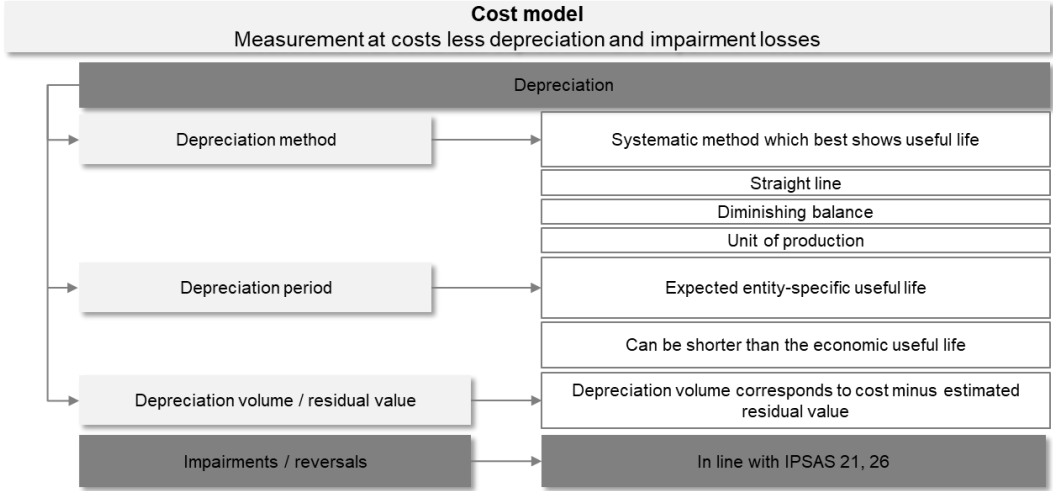 Cost model
Measurement at costs less depreciation and impairment losses
Depreciation
Depreciation method
Systematic method which best shows useful life
Straight line
Diminishing balance
Unit of production
Depreciation period
Expected entity-specific useful life
Can be shorter than the economic useful life
Depreciation volume / residual value
Depreciation volume corresponds to cost minus estimated
residual value
Impairments / reversals
In line with IPSAS 21, 26